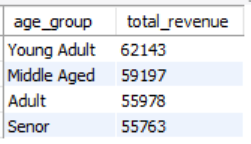 age_group total_revenue
Young Adult 62143
Middle Aged 59197
Adult 55978
Senor 55763